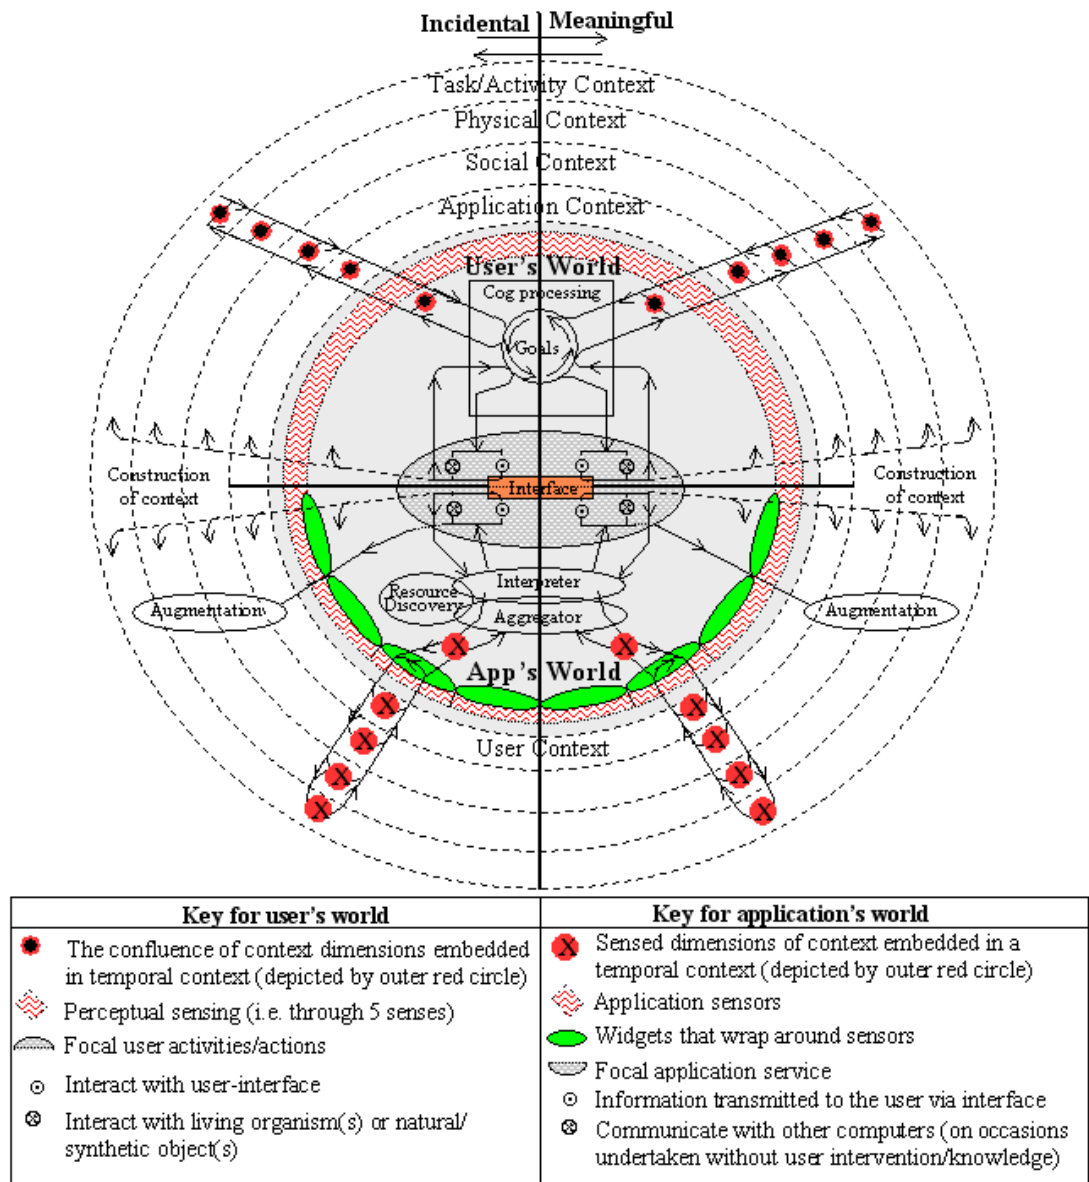 Incidental Meaningful
Task/Activity Context
Physical Context
Social Context
Application Context
User's World
Cog processing
Goals
Construction
of context
Construction
of context
Interface
Interpreter
Resource
Discovery
Aggregator
Augmentation
Augmentation
X
X
App's World
User Context
X
X
X
X
X
X
X
X
Key for user's world
The confluence of context dimensions embedded
in temporal context (depicted by outer red circle)
Perceptual sensing (i.e. through 5 senses)
Focal user activities/actions
Interact with user-interface
Interact with living organism(s) or natural/
synthetic object(s)
Key for application's world
X
Sensed dimensions of context embedded in a
temporal context (depicted by outer red circle)
Application sensors
Widgets that wrap around sensors
Focal application service
Information transmitted to the user via interface
Communicate with other computers (on occasions
undertaken without user intervention/knowledge)